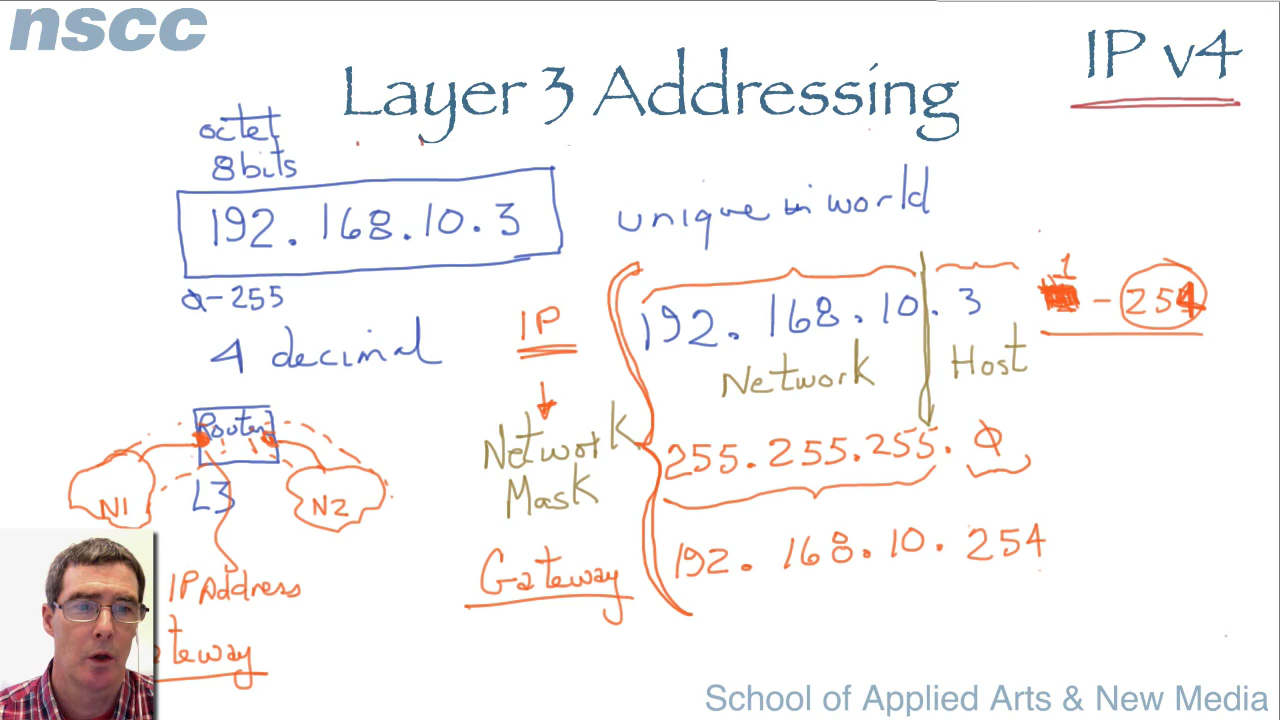 nscc
IP v4
Layer 3 Addressing
octet
8bits
192.168.10.3
unique in world
0-255
4 decimal
IP
192.168.10.3
1 - 254
Network
Host
Router
N1
L3
N2
Network
Mask
255.255.255.0
Gateway
192.168.10.254
IP Address
teway
School of Applied Arts & New Media